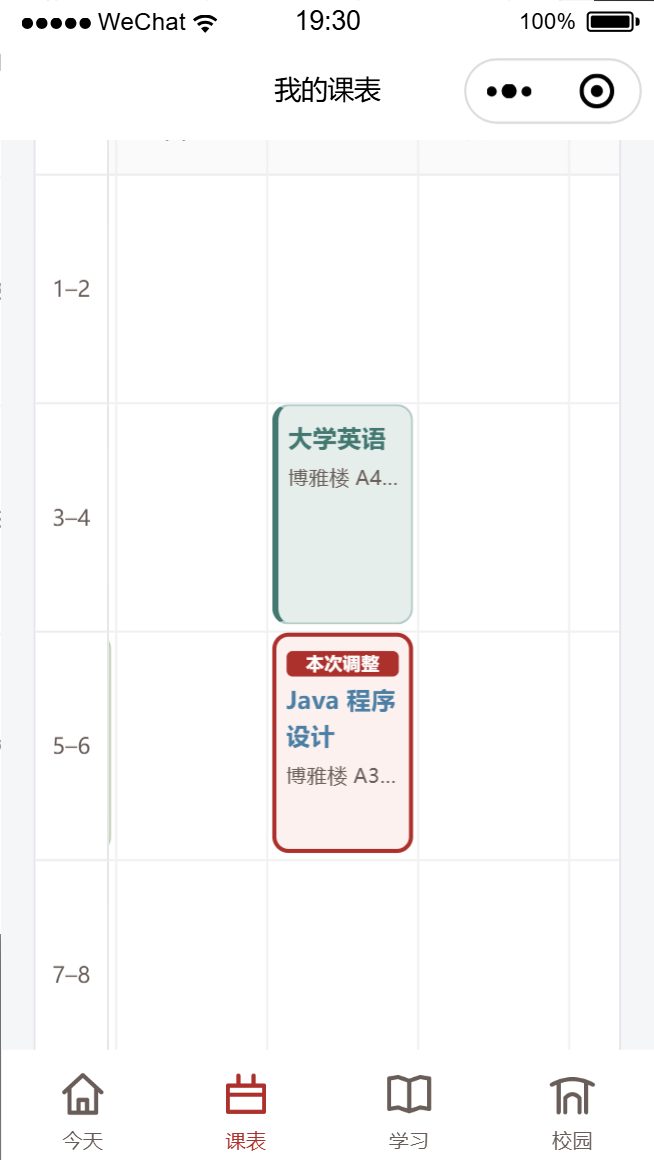 WeChat 19:30 100%
我的课表
1–2
3–4
大学英语
博雅楼 A4...
5–6
本次调整
Java 程序
设计
博雅楼 A3...
7–8
今天 课表 学习 校园